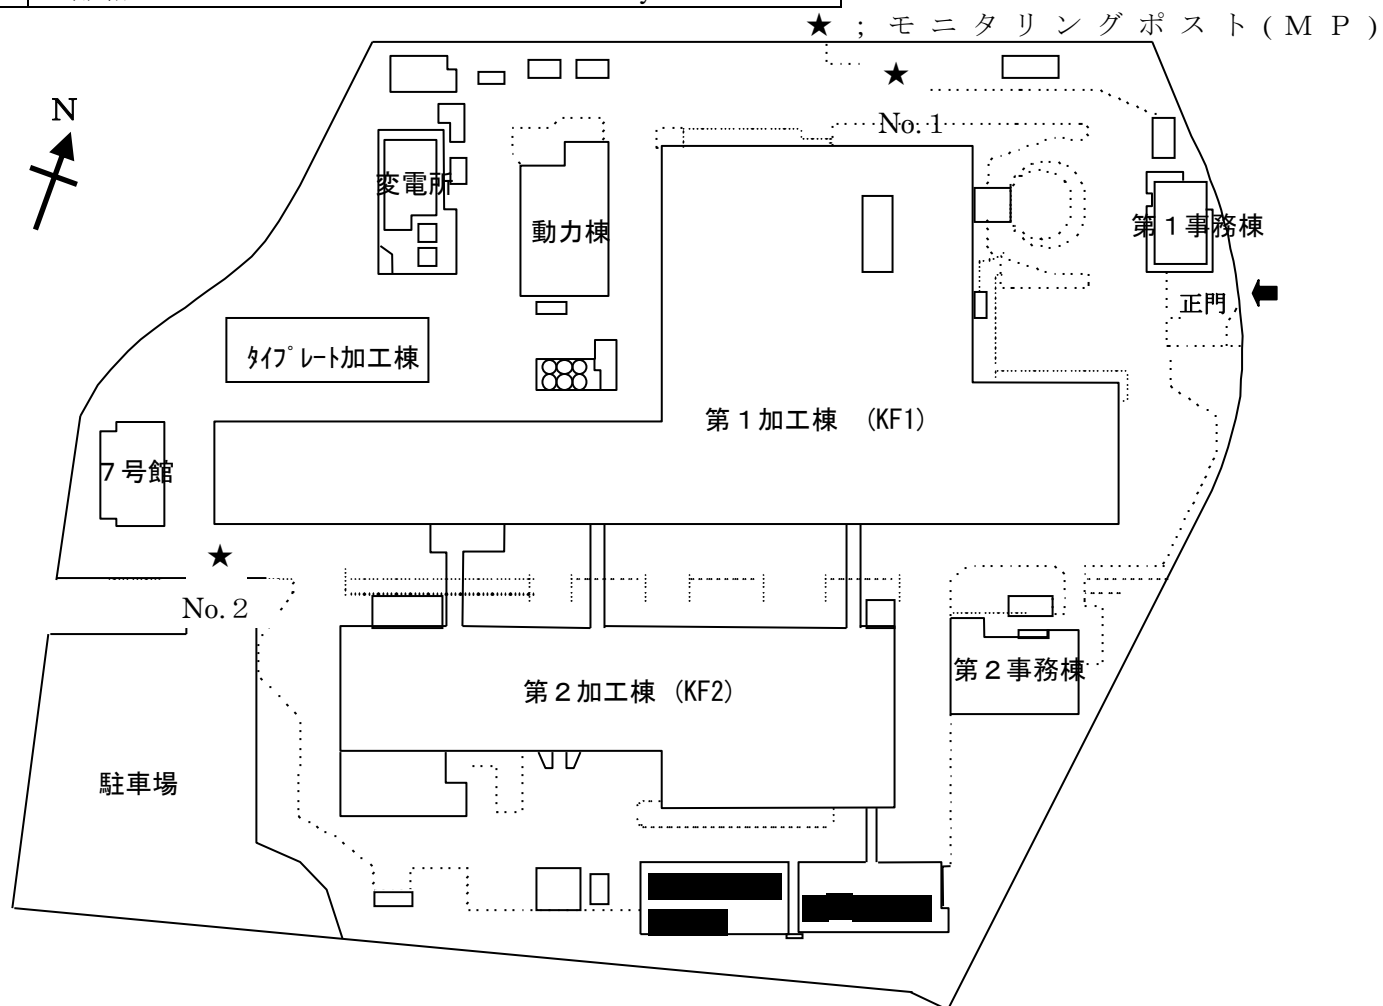 ★ ; モニタリングポスト(ＭＰ)
N
No. 1
変電所
動力棟
第１事務棟
正門
ﾀｲﾌﾟﾚｰﾄ加工棟
第１加工棟 (KF1)
７号館
No. 2
第２事務棟
第２加工棟 (KF2)
駐車場